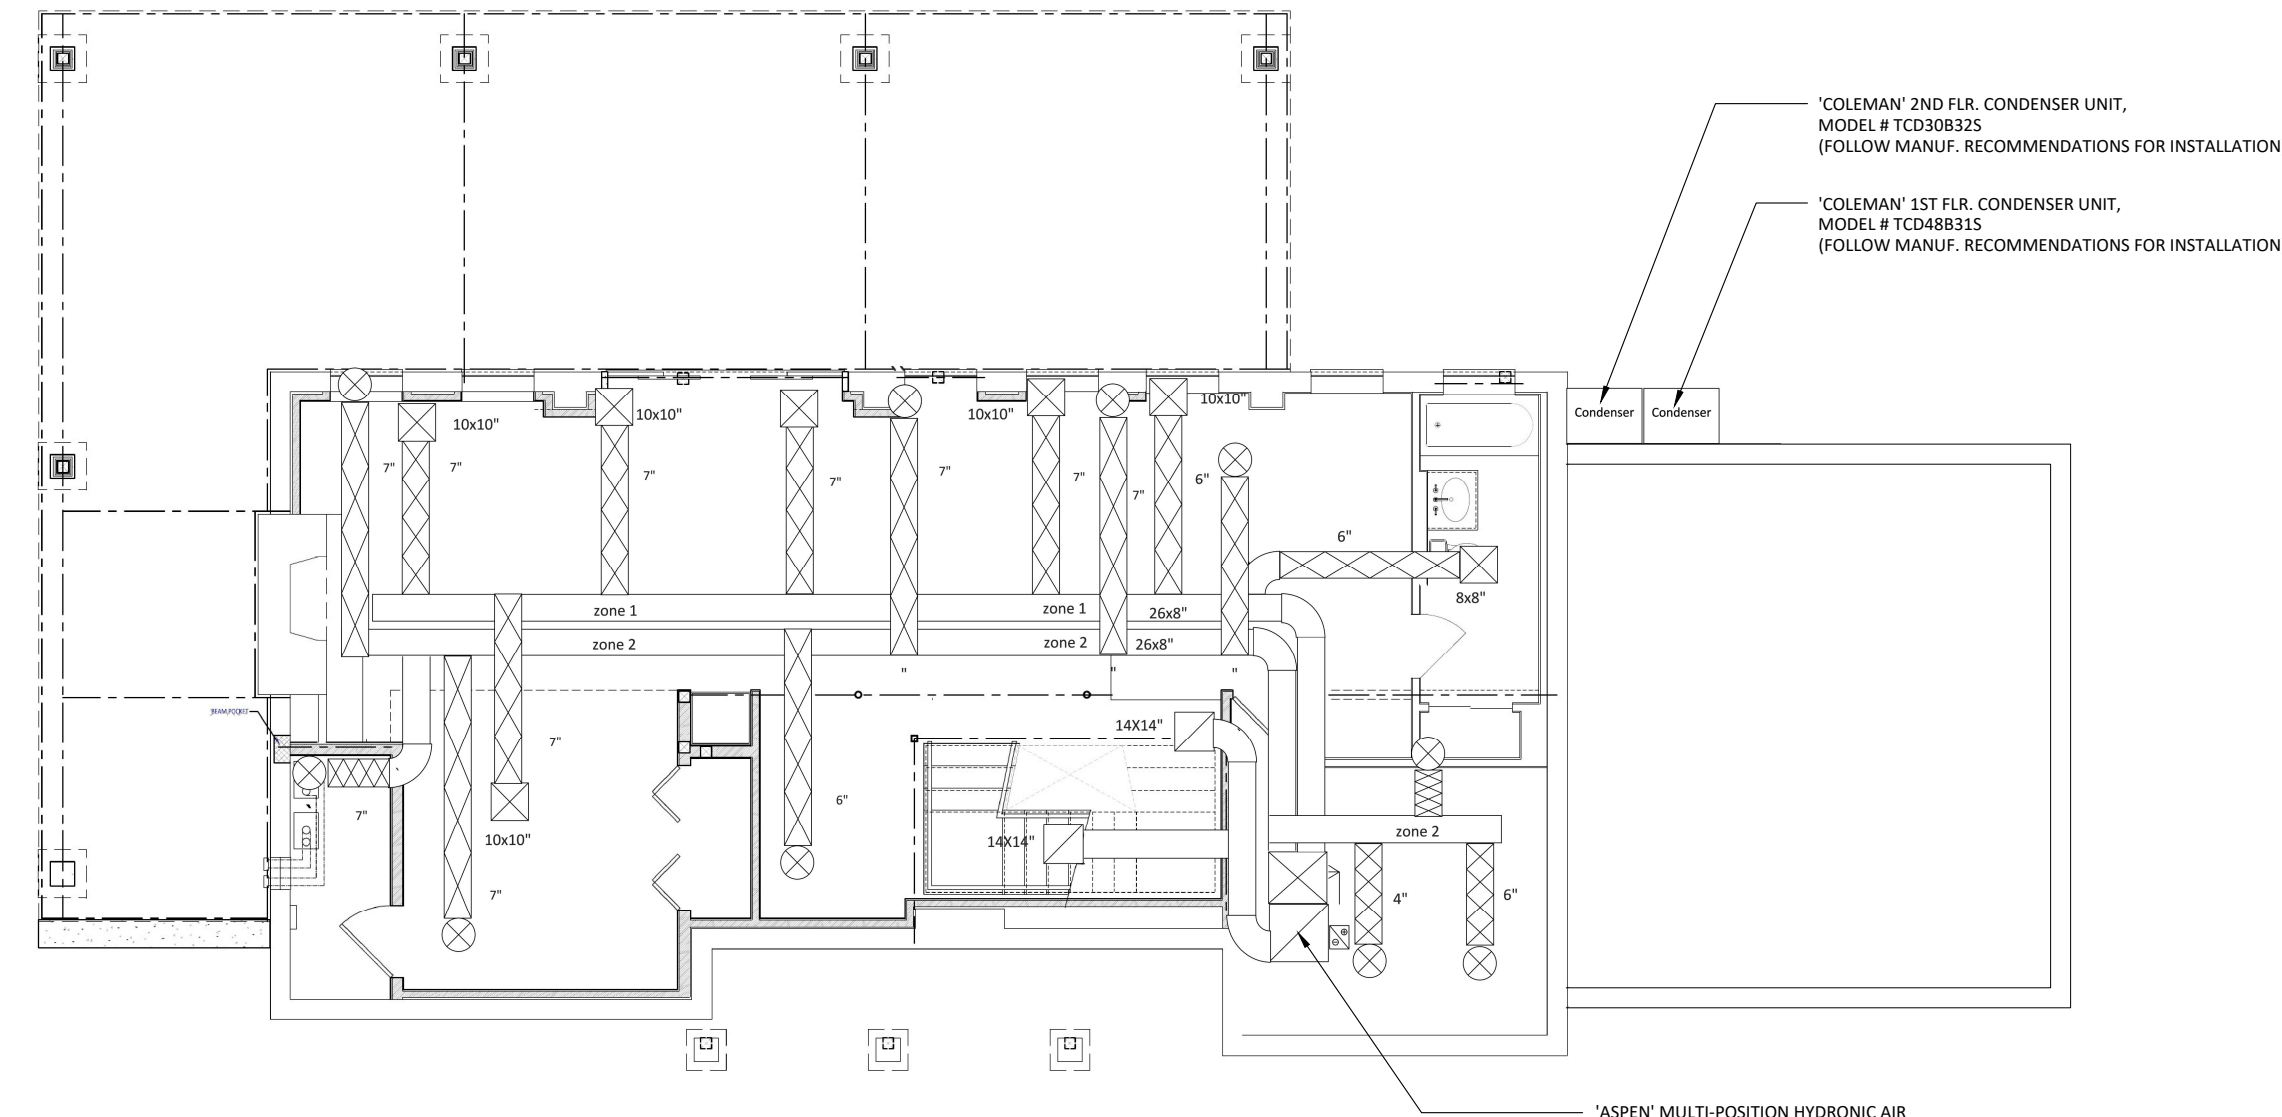 'COLEMAN' 2ND FLR. CONDENSER UNIT,
MODEL # TCD30B32S
(FOLLOW MANUF. RECOMMENDATIONS FOR INSTALLATION
'COLEMAN' 1ST FLR. CONDENSER UNIT,
MODEL # TCD48B31S
(FOLLOW MANUF. RECOMMENDATIONS FOR INSTALLATION
Condenser
Condenser
10x10"
10x10"
10x10"
10x10"
7"
7"
7"
7"
7"
7"
7"
6"
6"
8x8"
zone 1
zone 1
26x8"
zone 2
zone 2
26x8"
"
"
"
BEAM POCKET
14X14"
7"
7"
6"
10x10"
14X14"
zone 2
7"
4"
6"
'ASPEN' MULTI-POSITION HYDRONIC AIR